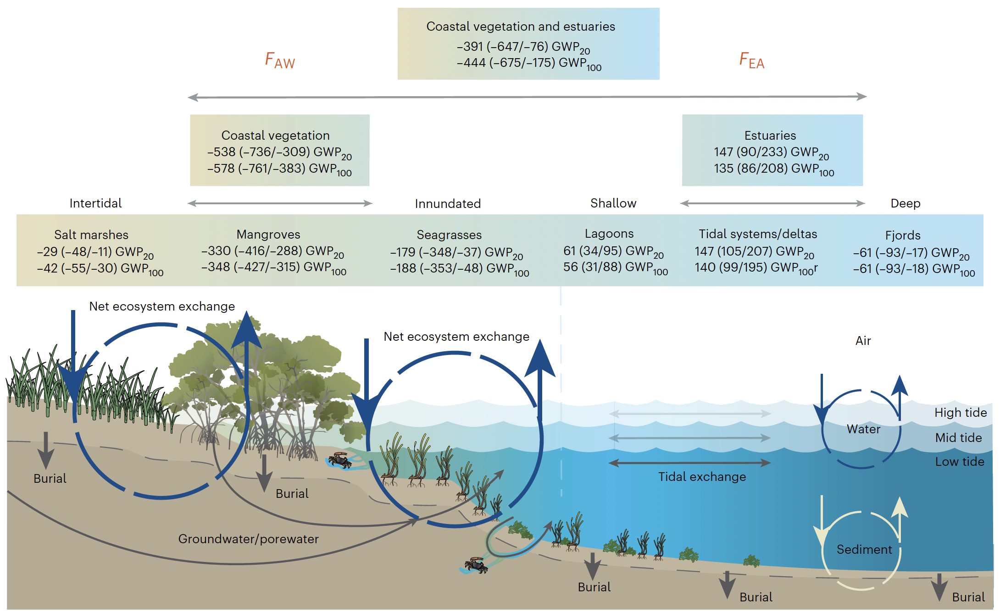 Coastal vegetation and estuaries
–391 (–647/–76) GWP20
–444 (–675/–175) GWP100
FAW
FEA
Coastal vegetation
–538 (–736/–309) GWP20
–578 (–761/–383) GWP100
Estuaries
147 (90/233) GWP20
135 (86/208) GWP100
Intertidal
Innundated
Shallow
Deep
Salt marshes
–29 (–48/–11) GWP20
–42 (–55/–30) GWP100
Mangroves
–330 (–416/–288) GWP20
–348 (–427/–315) GWP100
Seagrasses
–179 (–348/–37) GWP20
–188 (–353/–48) GWP100
Lagoons
61 (34/95) GWP20
56 (31/88) GWP100
Tidal systems/deltas
147 (105/207) GWP20
140 (99/195) GWP100r
Fjords
–61 (–93/–17) GWP20
–61 (–93/–18) GWP100
Net ecosystem exchange
Net ecosystem exchange
Air
High tide
Water
Mid tide
Low tide
Tidal exchange
Burial
Burial
Groundwater/porewater
Sediment
Burial
Burial
Burial